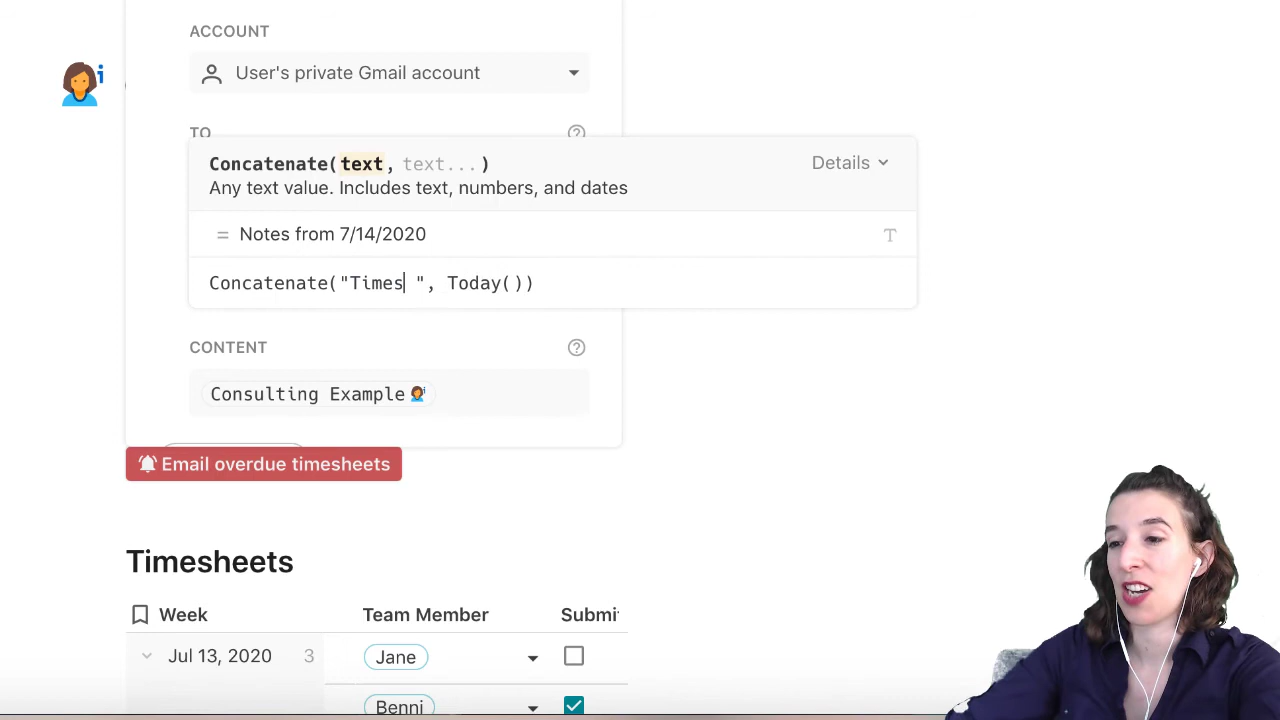 ACCOUNT
User's private Gmail account
TO
Concatenate(text, text...)
Details
Any text value. Includes text, numbers, and dates
= Notes from 7/14/2020
T
Concatenate("Times ", Today())
CONTENT
Consulting Example
Email overdue timesheets
Timesheets
Week Team Member Submi
Jul 13, 2020 3 Jane
Benni